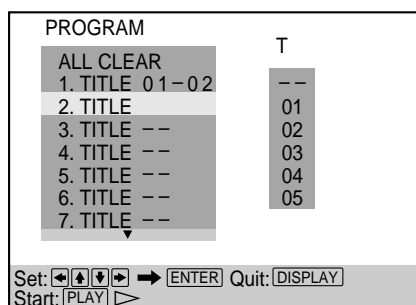 PROGRAM
T
ALL CLEAR
1. TITLE 01-02
2. TITLE
3. TITLE --
4. TITLE --
5. TITLE --
6. TITLE --
7. TITLE --
--
01
02
03
04
05
Set: ENTER Quit: DISPLAY
Start: PLAY